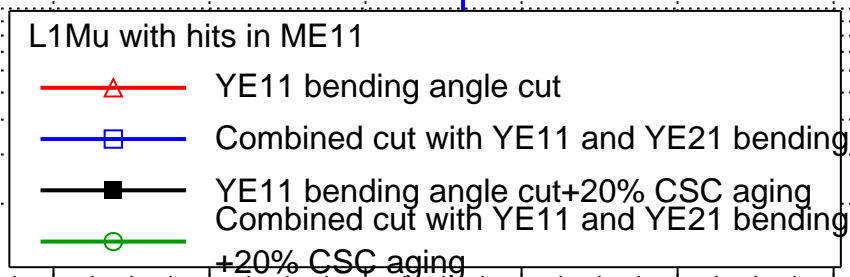 L1Mu with hits in ME11
YE11 bending angle cut
Combined cut with YE11 and YE21 bending
YE11 bending angle cut+20% CSC aging
Combined cut with YE11 and YE21 bending
+20% CSC aging